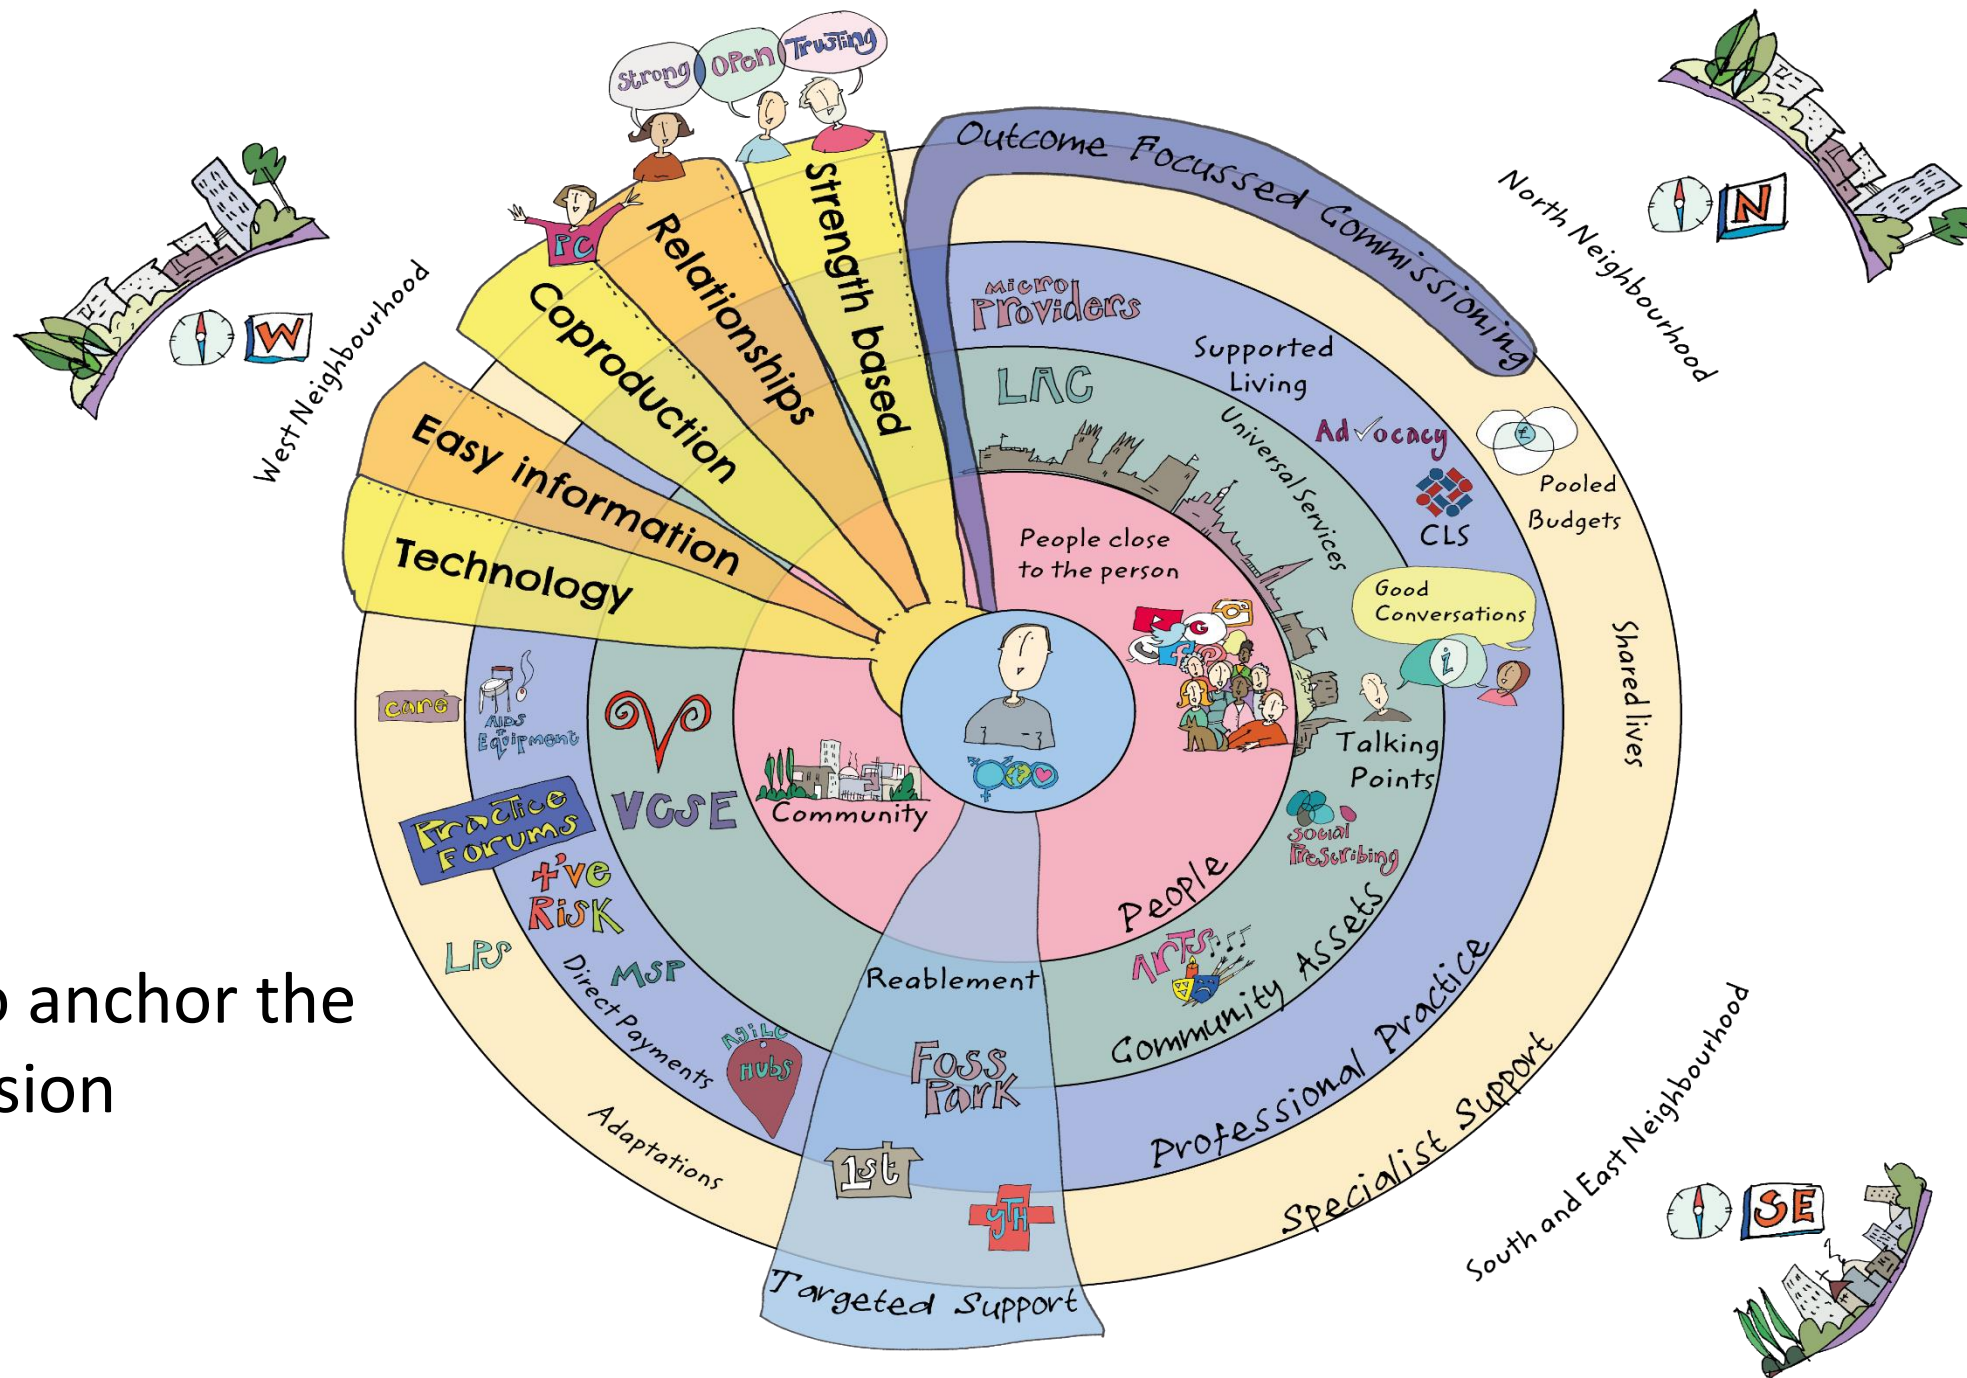 Strong
Open
Trusting
PC
Strength based
Relationships
Coproduction
Easy information
Technology
Outcome Focussed Commissioning
West Neighbourhood
W
North Neighbourhood
N
Micro
Providers
Supported
Living
Advocacy
CLS
Pooled
Budgets
Shared lives
LAC
Universal Services
Good
Conversations
i
Talking
Points
Social
Prescribing
People close
to the person
G
People
Arts
Community Assets
Professional Practice
Specialist Support
care
AIDS
Equipment
V
VCSE
Community
Practice
Forums
+'ve
Risk
LPS
MSP
Direct Payments
Agile
Hubs
Adaptations
Reablement
Foss
Park
1st
YTH
Targeted Support
South and East Neighbourhood
SE
anchor the
sion